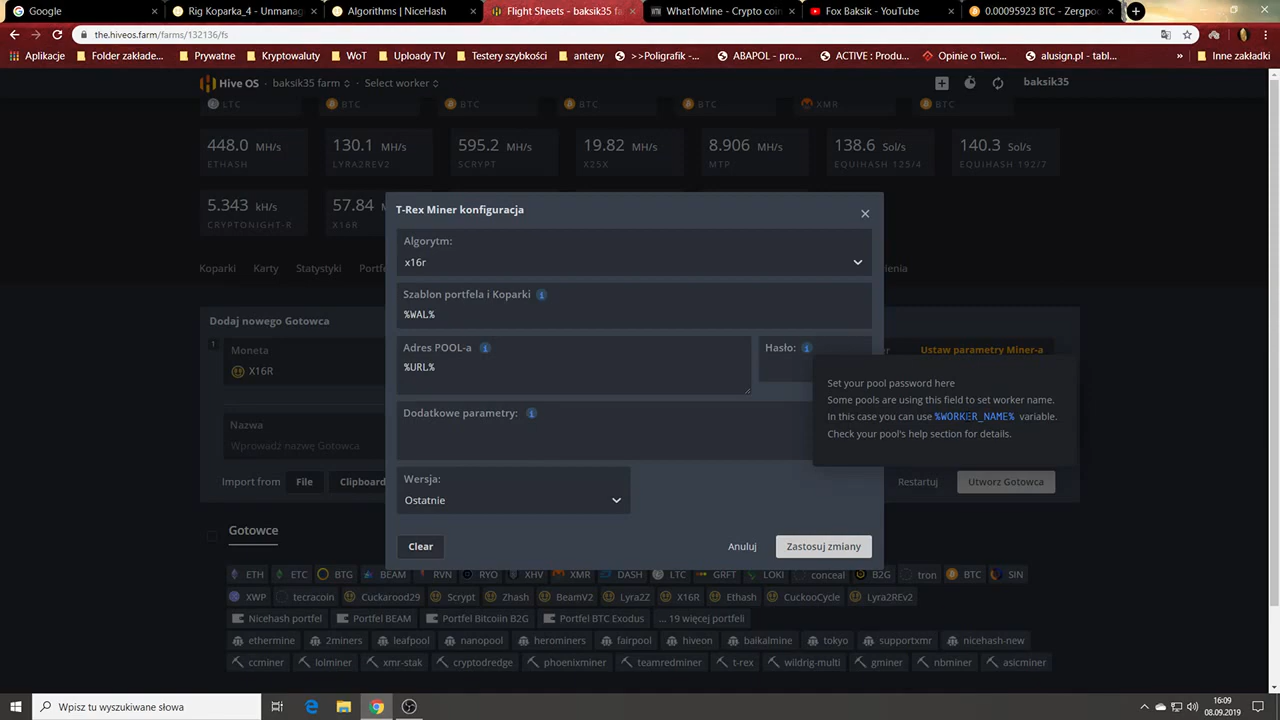 Google
Rig Koparka_4 - Unmana
Algorithms | NiceHash
Flight Sheets - baksik35 fa
WhatToMine - Crypto coin
Fox Baksik - YouTube
0.00095923 BTC - Zergpoo
the.hiveos.farm/farms/132136/fs
Aplikacje
Folder zakład...
Prywatne
Kryptowaluty
WoT
Uploady TV
Testery szybkości
anteny
>>Poligrafik -...
ABAPOL - pro...
ACTIVE : Produ...
Opinie o Twoi...
alusign.pl - tabl...
Inne zakładki
Hive OS
baksik35 farm
Select worker
baksik35
LTC
BTC
BTC
BTC
BTC
XMR
BTC
448.0 MH/s
ETHASH
130.1 MH/s
LYRA2REV2
595.2 MH/s
SCRYPT
19.82 MH/s
X25X
8.906 MH/s
MTP
138.6 Sol/s
EQUIHASH 125/4
140.3 Sol/s
EQUIHASH 192/7
5.343 kH/s
CRYPTONIGHT-R
57.84
X16R
Koparki
Karty
Statystyki
Portfe
ienia
Dodaj nowego Gotowca
1
Moneta
X16R
Ustaw parametry Miner-a
Nazwa
Wprowadź nazwę Gotowca
Import from
File
Clipboard
Restartuj
Utworz Gotowca
T-Rex Miner konfiguracja
Algorytm:
x16r
Szablon portfela i Koparki
%WAL%
Adres POOL-a
%URL%
Hasło:
Set your pool password here
Some pools are using this field to set worker name.
In this case you can use %WORKER_NAME% variable.
Check your pool's help section for details.
Dodatkowe parametry:
Wersja:
Ostatnie
Clear
Anuluj
Zastosuj zmiany
Gotowce
ETH
ETC
BTG
BEAM
RVN
RYO
XHV
XMR
DASH
LTC
GRFT
LOKI
conceal
B2G
tron
BTC
SIN
XWP
tecracoin
Cuckarood29
Scrypt
Zhash
BeamV2
Lyra2Z
X16R
Ethash
CuckooCycle
Lyra2REv2
Nicehash portfel
Portfel BEAM
Portfel Bitcoiin B2G
Portfel BTC Exodus
... 19 więcej portfeli
ethermine
2miners
leafpool
nanopool
herominers
fairpool
hiveon
baikalmine
tokyo
supportxmr
nicehash-new
ccminer
lolminer
xmr-stak
cryptodredge
phoenixminer
teamredminer
t-rex
wildrig-multi
gminer
nbminer
asicminer
Wpisz tu wyszukiwane słowa
16:09
08.09.2019